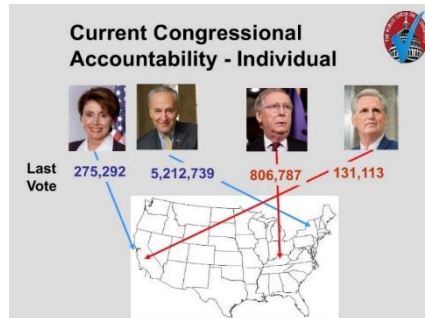 Current Congressional
Accountability - Individual
Last
Vote
275,292 5,212,739 806,787 131,113